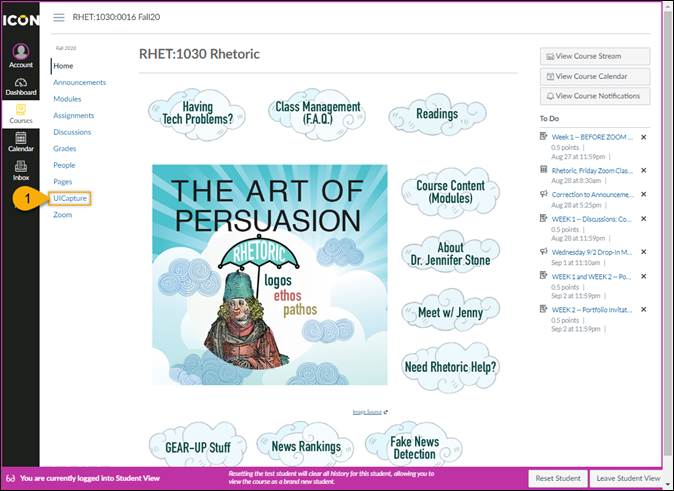 ICON
RHET:1030:0016 Fall20
Account
Dashboard
Courses
Calendar
Inbox
Fall 2020
Home
Announcements
Modules
Assignments
Discussions
Grades
People
Pages
1
UICapture
Zoom
RHET:1030 Rhetoric
Having
Tech Problems?
Class Management
(F.A.Q.)
Readings
THE ART OF
PERSUASION
RHETORIC
logos
ethos
pathos
Course Content
(Modules)
About
Dr. Jennifer Stone
Meet w/ Jenny
Need Rhetoric Help?
Image Source
GEAR-UP Stuff
News Rankings
Fake News
Detection
View Course Stream
View Course Calendar
View Course Notifications
To Do
Week 1 -- BEFORE ZOOM ...
0.5 points |
Aug 27 at 11:59pm |
Rhetoric, Friday Zoom Clas...
Aug 28 at 8:30am |
Correction to Announceme...
Aug 28 at 5:25pm |
WEEK 1 -- Discussions: Co...
0.5 points |
Aug 28 at 11:59pm |
Wednesday 9/2 Drop-In M...
Sep 1 at 11:10am |
WEEK 1 and WEEK 2 -- Po...
0.5 points |
Sep 2 at 11:59pm |
WEEK 2 -- Portfolio Invitat...
0.5 points |
Sep 2 at 11:59pm |
You are currently logged into Student View
Resetting the test student will clear all history for this student, allowing you to
view the course as a brand new student.
Reset Student
Leave Student View